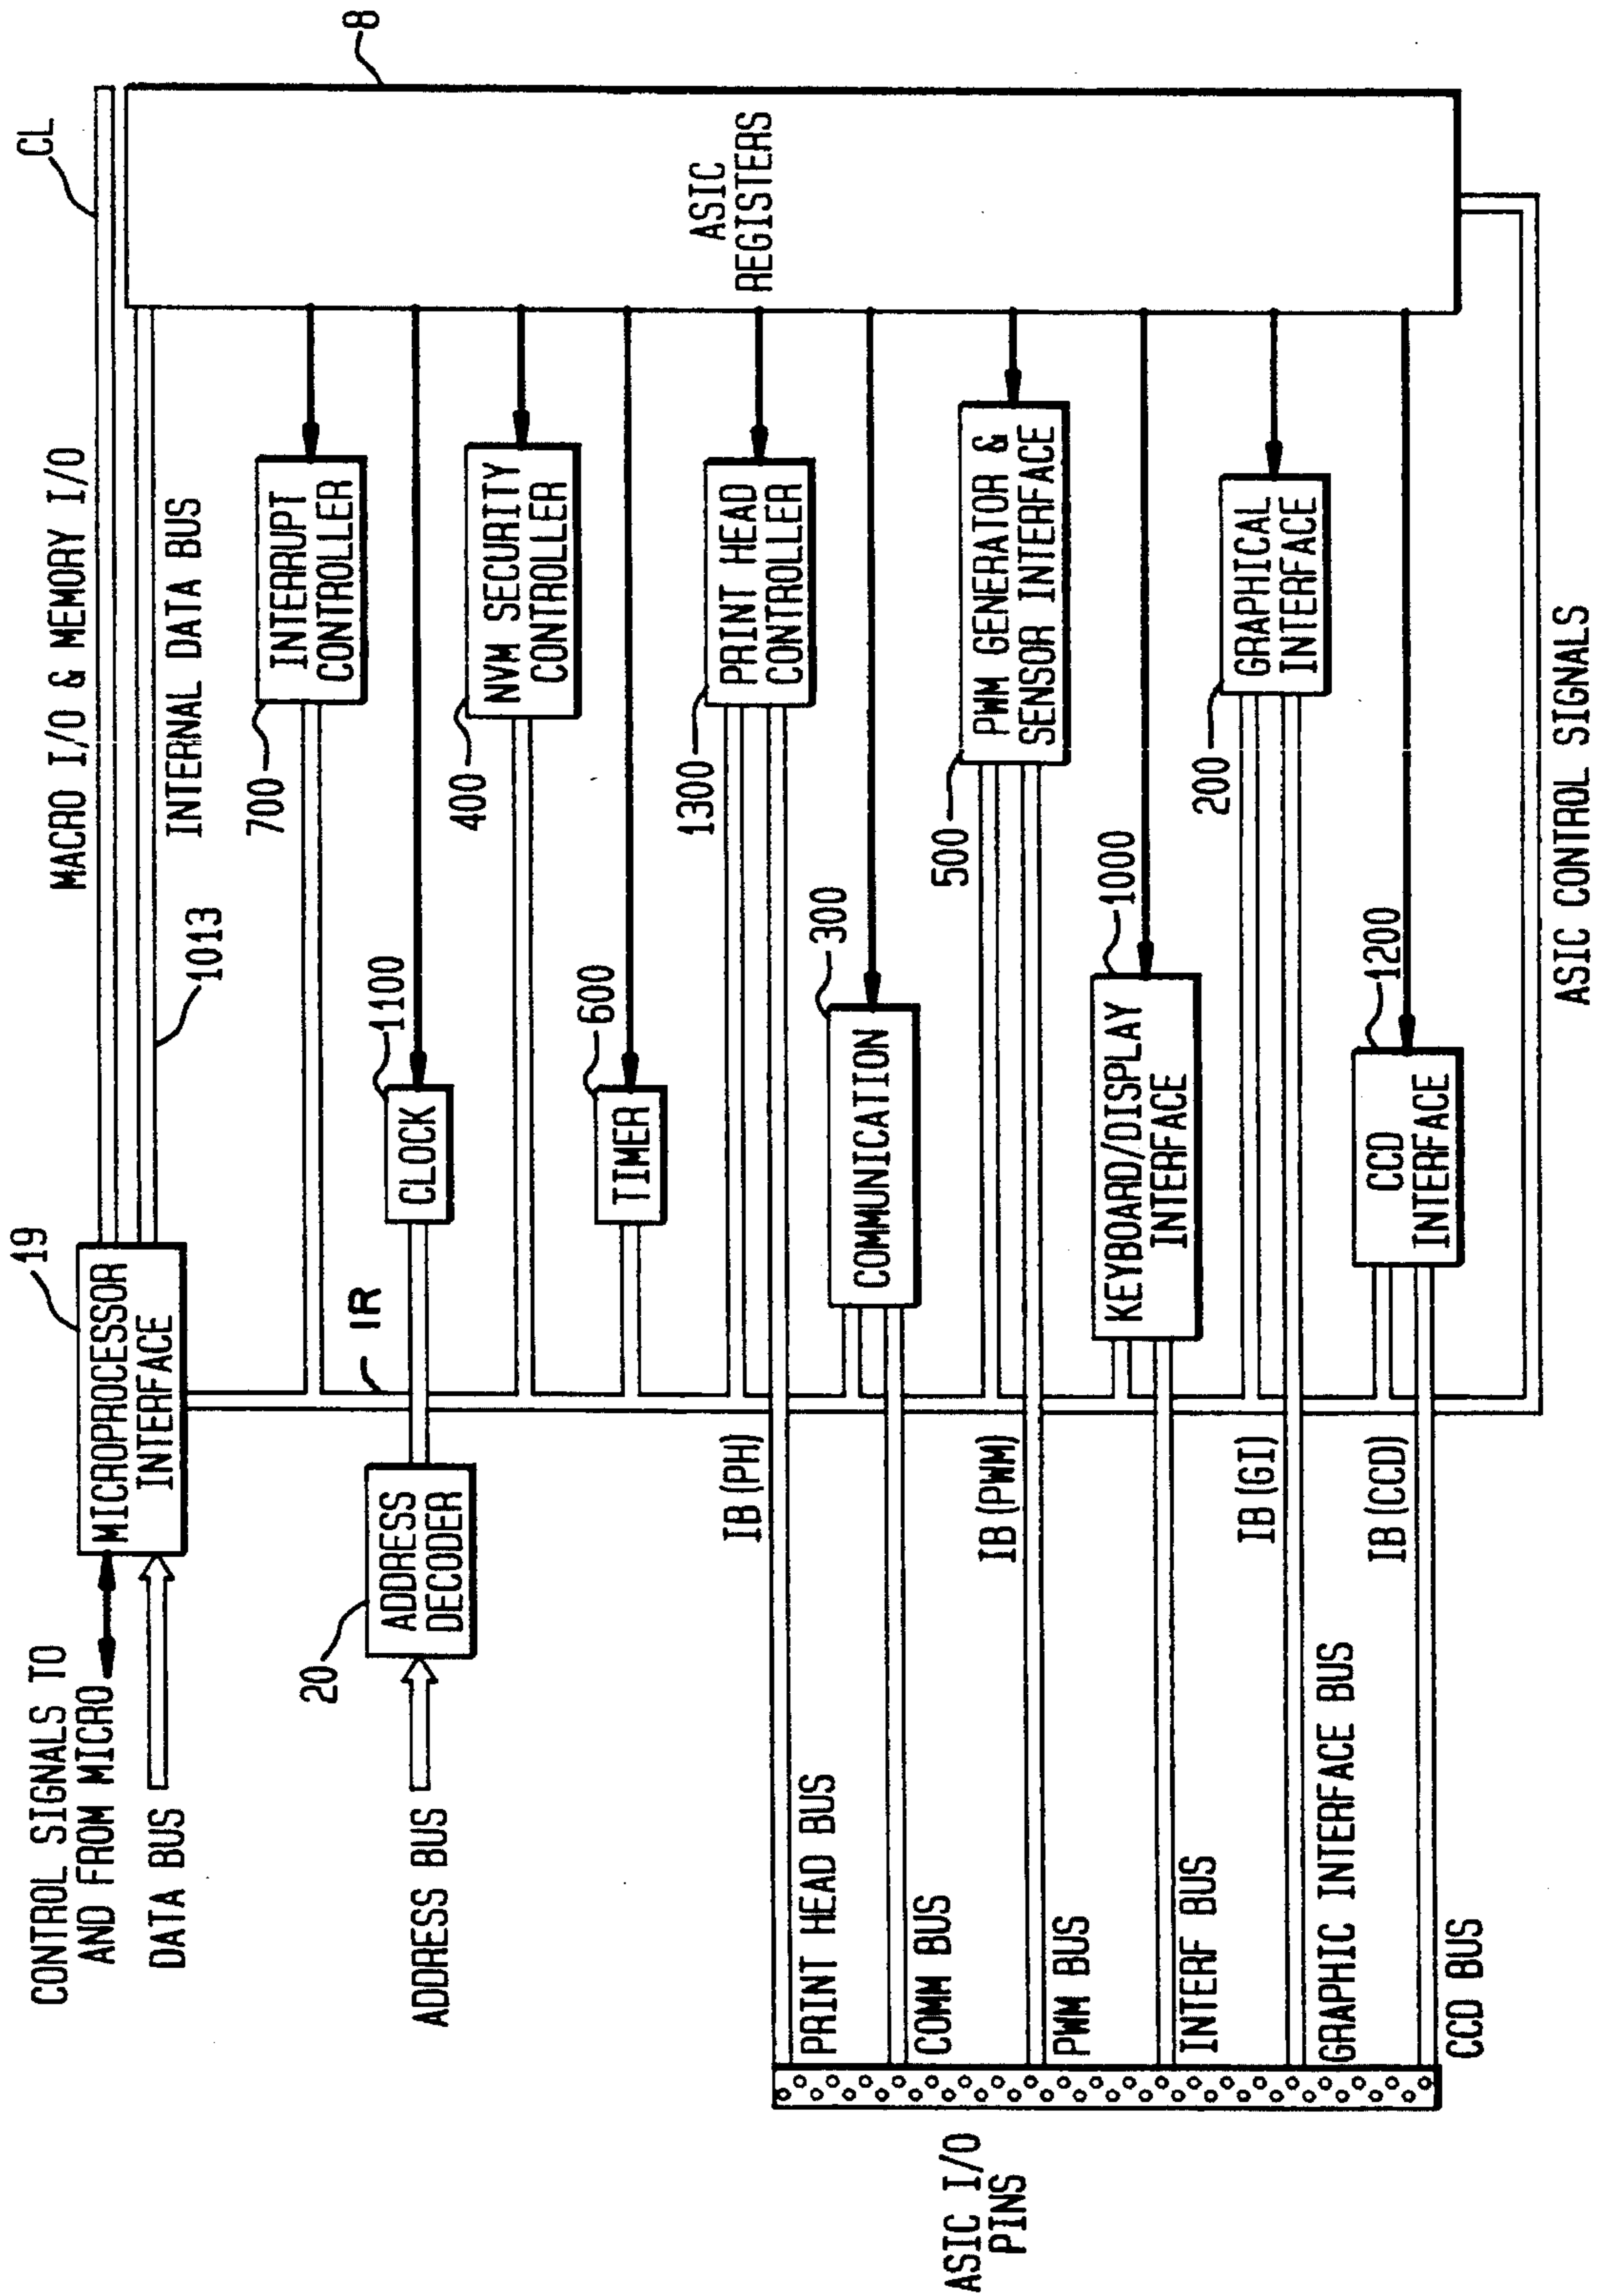 CONTROL SIGNALS TO
AND FROM MICRO
DATA BUS
19
MICROPROCESSOR
INTERFACE
MACRO I/O & MEMORY I/O
CL
8
1013
INTERNAL DATA BUS
ASIC
REGISTERS
700
INTERRUPT
CONTROLLER
IR
ADDRESS BUS
20
ADDRESS
DECODER
1100
CLOCK
400
NVM SECURITY
CONTROLLER
600
TIMER
1300
PRINT HEAD
CONTROLLER
IB (PH)
PRINT HEAD BUS
300
COMMUNICATION
COMM BUS
500
PWM GENERATOR &
SENSOR INTERFACE
IB (PWM)
PWM BUS
1000
KEYBOARD/DISPLAY
INTERFACE
INTERF BUS
200
GRAPHICAL
INTERFACE
IB (GI)
GRAPHIC INTERFACE BUS
1200
CCD
INTERFACE
IB (CCD)
CCD BUS
ASIC I/O
PINS
ASIC CONTROL SIGNALS